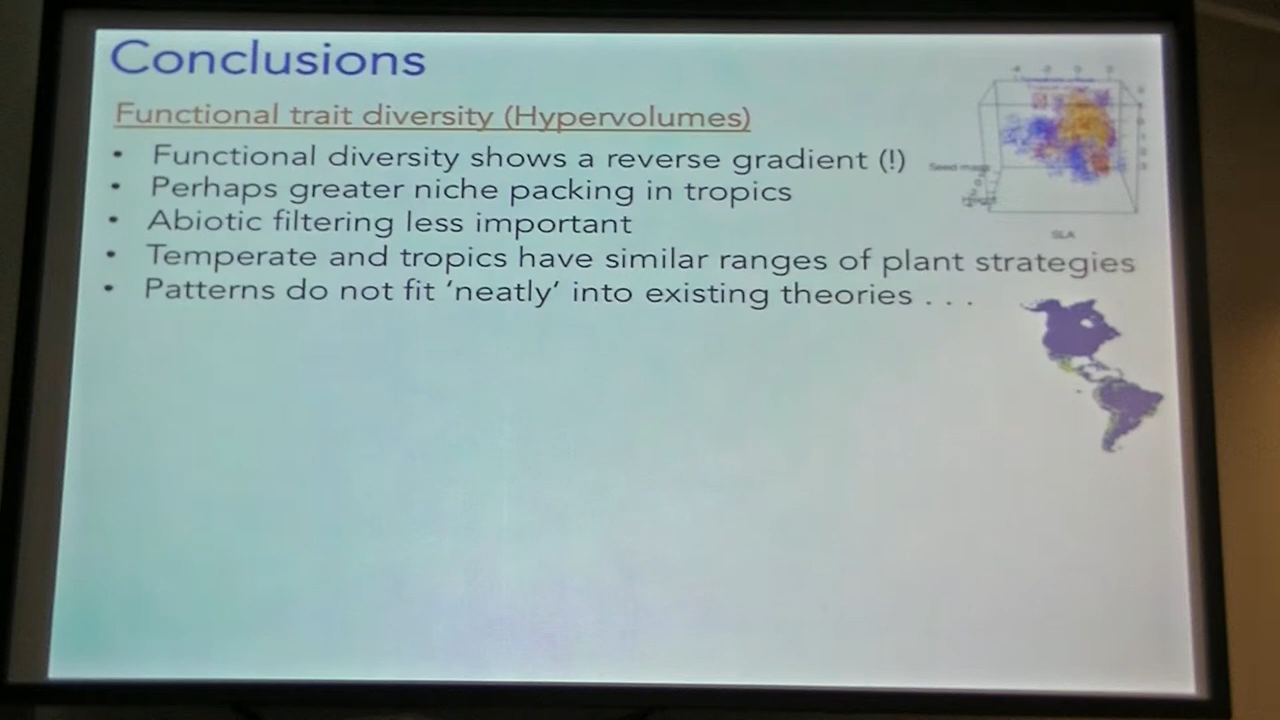 Conclusions
Functional trait diversity (Hypervolumes)
• Functional diversity shows a reverse gradient (!)
• Perhaps greater niche packing in tropics
• Abiotic filtering less important
• Temperate and tropics have similar ranges of plant strategies
• Patterns do not fit ‘neatly’ into existing theories . . .
SLA